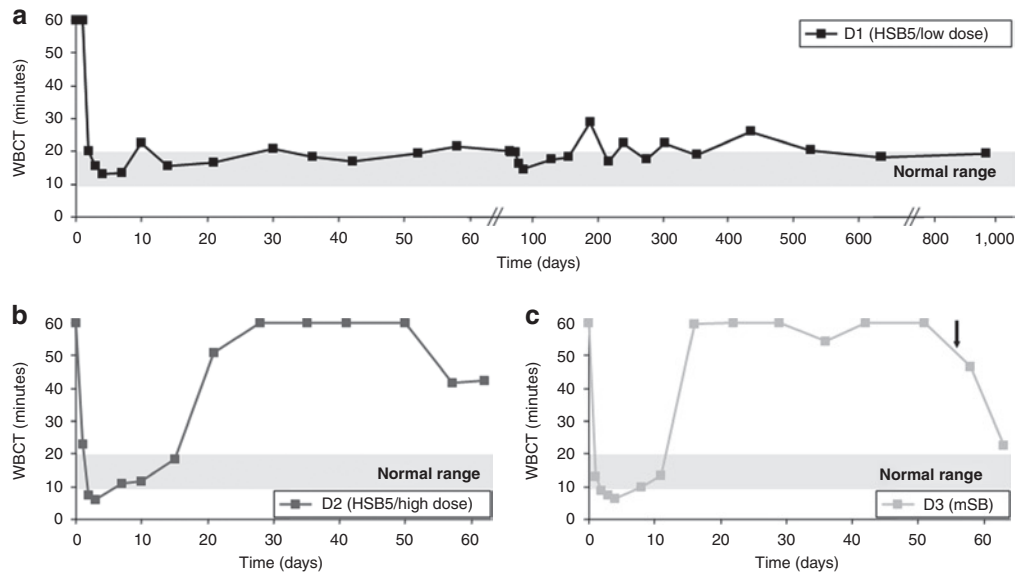 a
60
50
40
30
20
10
0
WBCT (minutes)
D1 (HSB5/low dose)
Normal range
0 10 20 30 40 50 60 100 200 300 400 500 600 800 1,000
Time (days)
b
60
50
40
30
20
10
0
WBCT (minutes)
Normal range
D2 (HSB5/high dose)
0 10 20 30 40 50 60
Time (days)
c
60
50
40
30
20
10
0
WBCT (minutes)
Normal range
D3 (mSB)
0 10 20 30 40 50 60
Time (days)